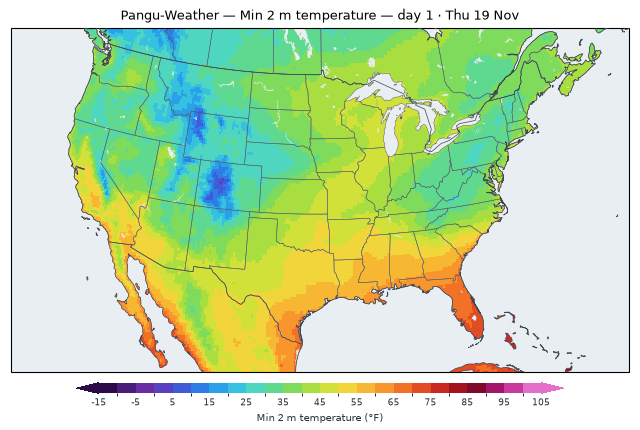 Pangu-Weather — Min 2 m temperature — day 1 · Thu 19 Nov
-15 -5 5 15 25 35 45 55 65 75 85 95 105
Min 2 m temperature (°F)